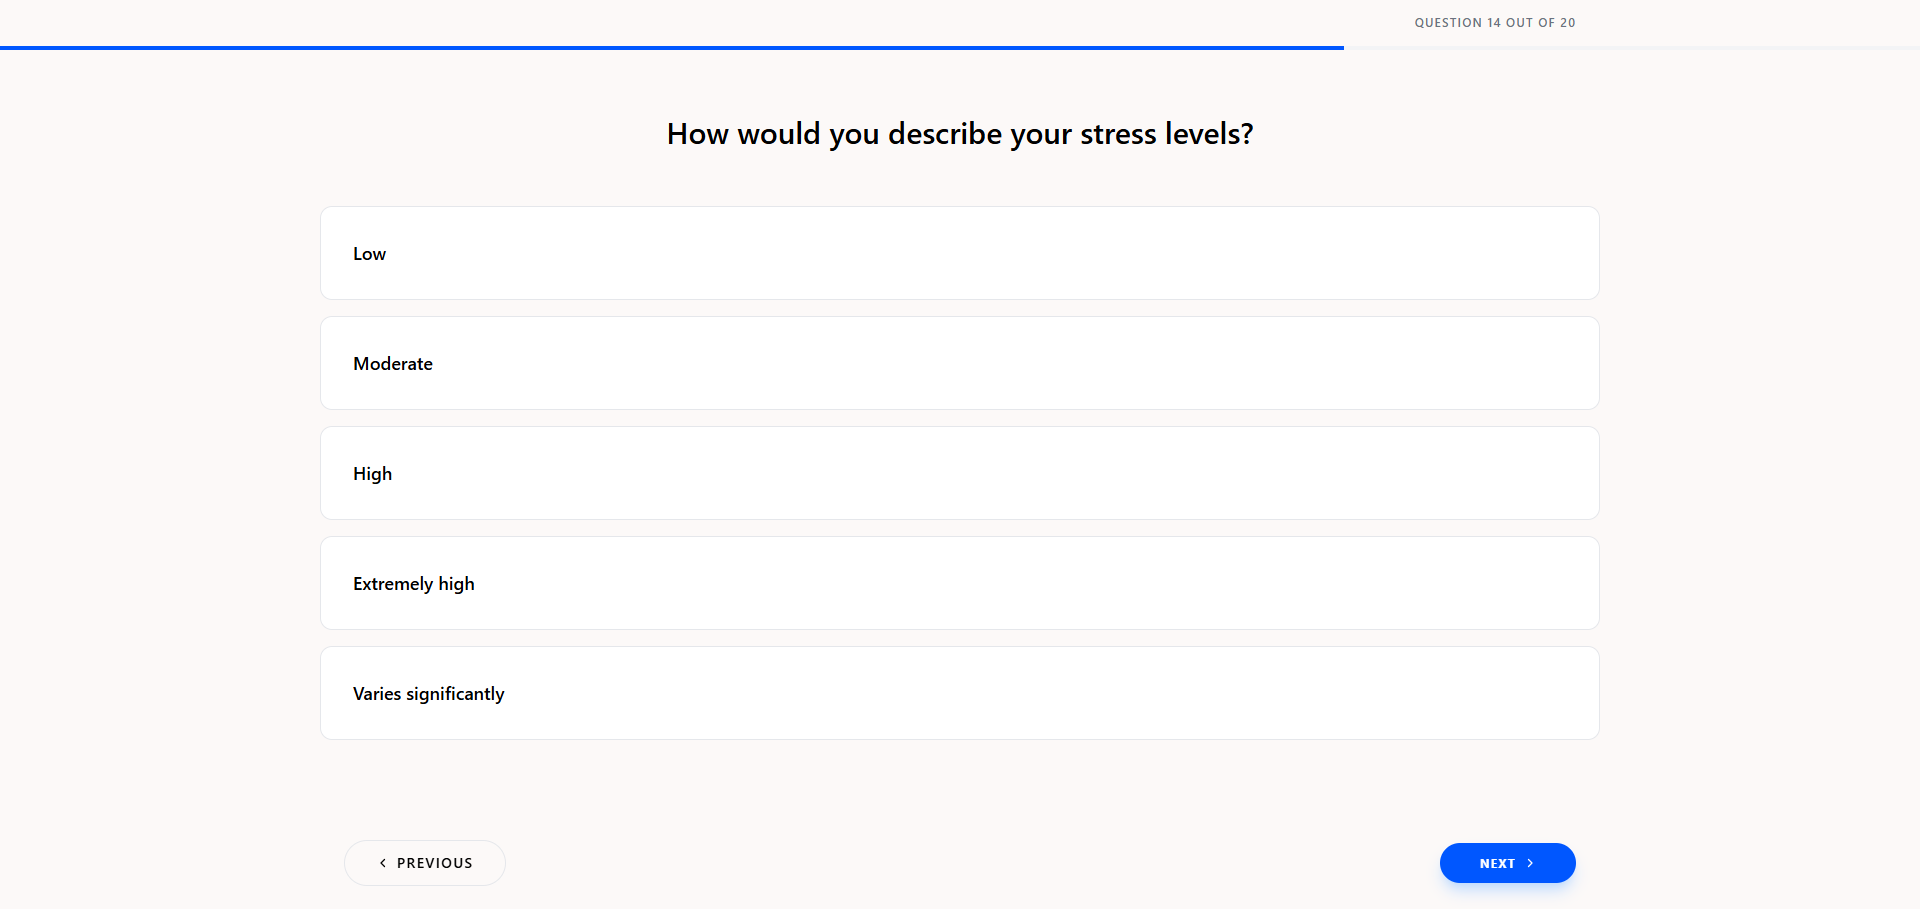 QUESTION 14 OUT OF 20
How would you describe your stress levels?
Low
Moderate
High
Extremely high
Varies significantly
PREVIOUS
NEXT